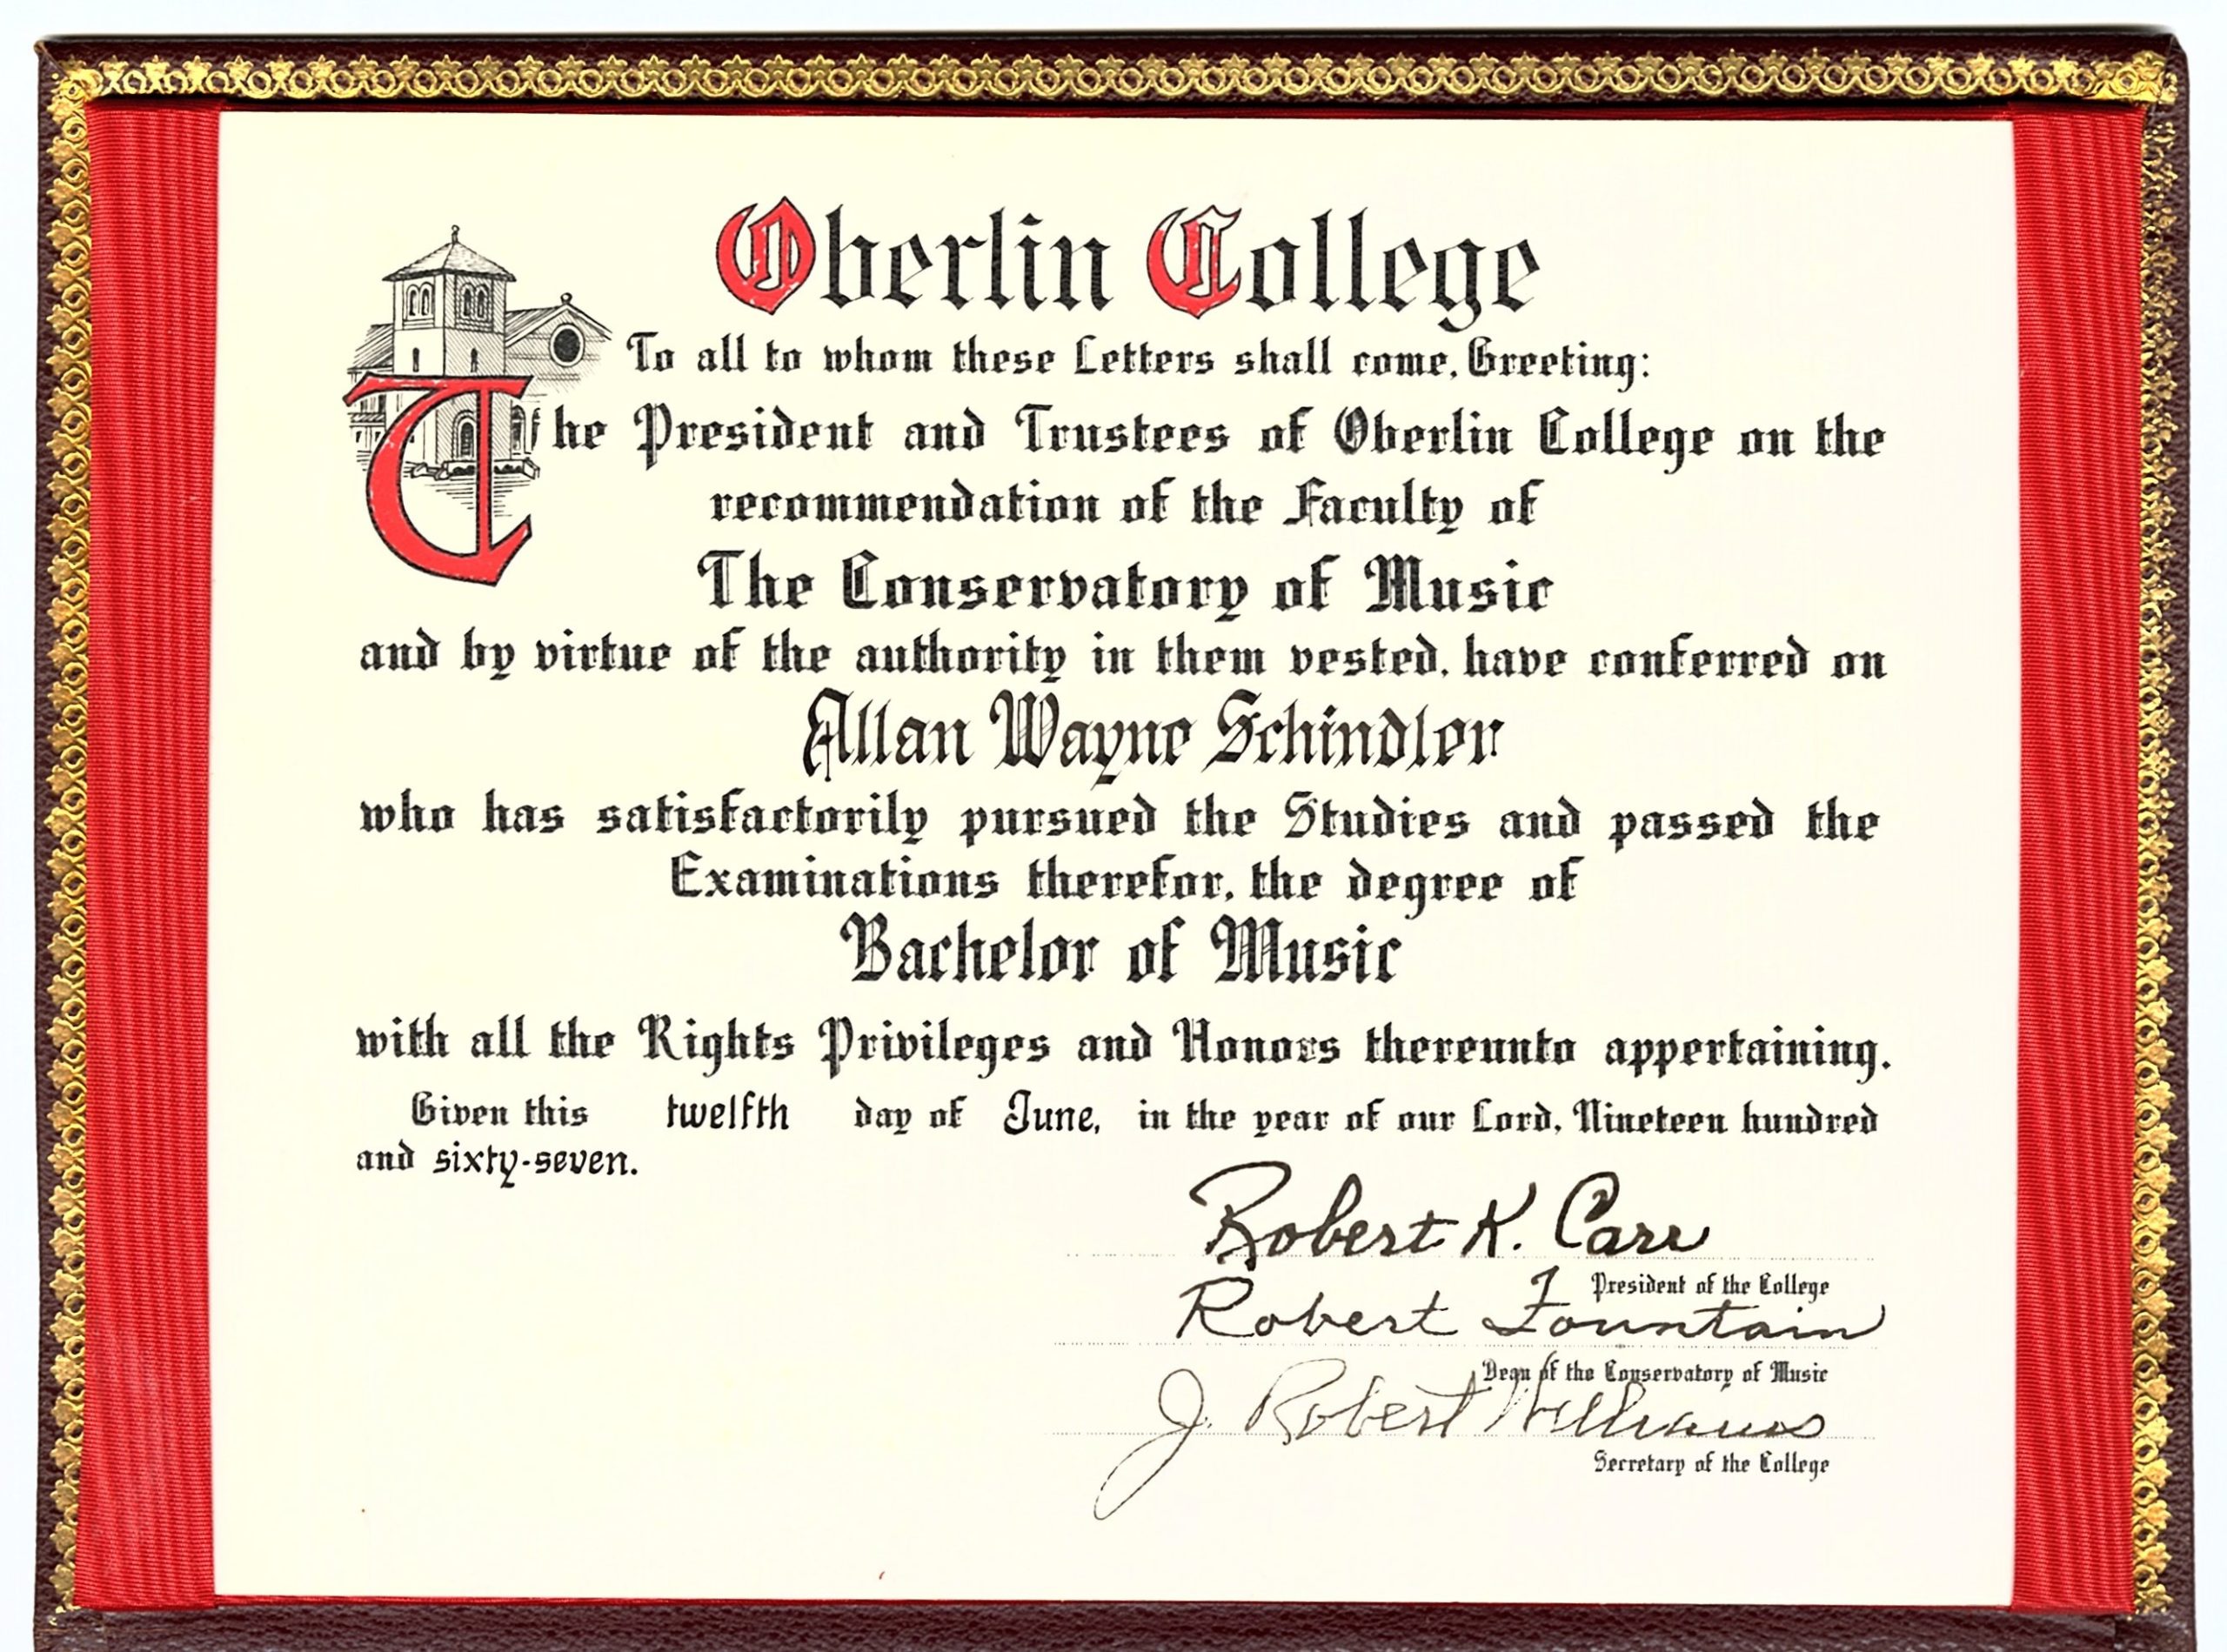 Oberlin College
To all to whom these Letters shall come, Greeting:
The President and Trustees of Oberlin College on the
recommendation of the Faculty of
The Conservatory of Music
and by virtue of the authority in them vested, have conferred on
Allan Wayne Schindler
who has satisfactorily pursued the Studies and passed the
Examinations therefor, the degree of
Bachelor of Music
with all the Rights Privileges and Honors thereunto appertaining.
Given this twelfth day of June, in the year of our Lord, Nineteen hundred
and sixty-seven.
Robert K. Carr
President of the College
Robert Fountain
Dean of the Conservatory of Music
J. Robert Williams
Secretary of the College